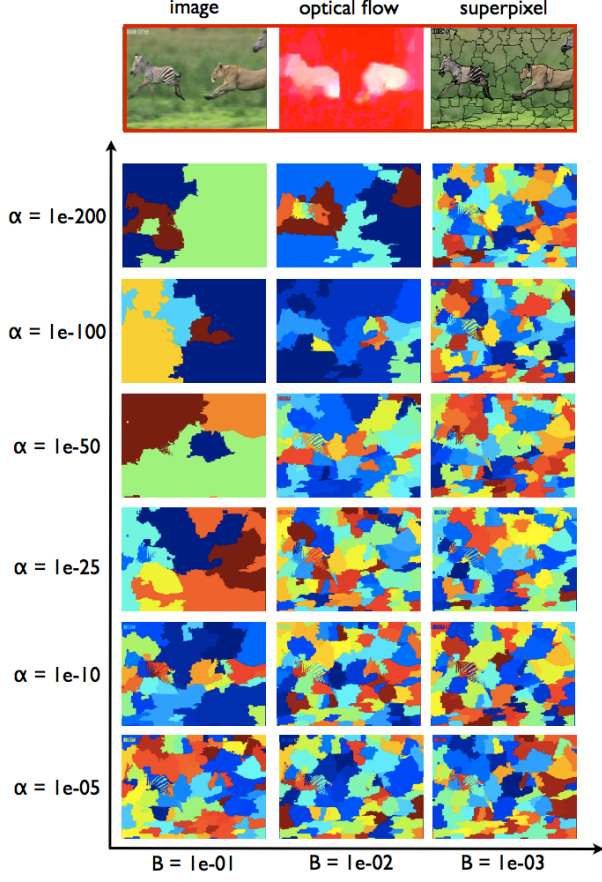 image optical flow superpixel
α = 1e-200
α = 1e-100
α = 1e-50
α = 1e-25
α = 1e-10
α = 1e-05
B = 1e-01 B = 1e-02 B = 1e-03